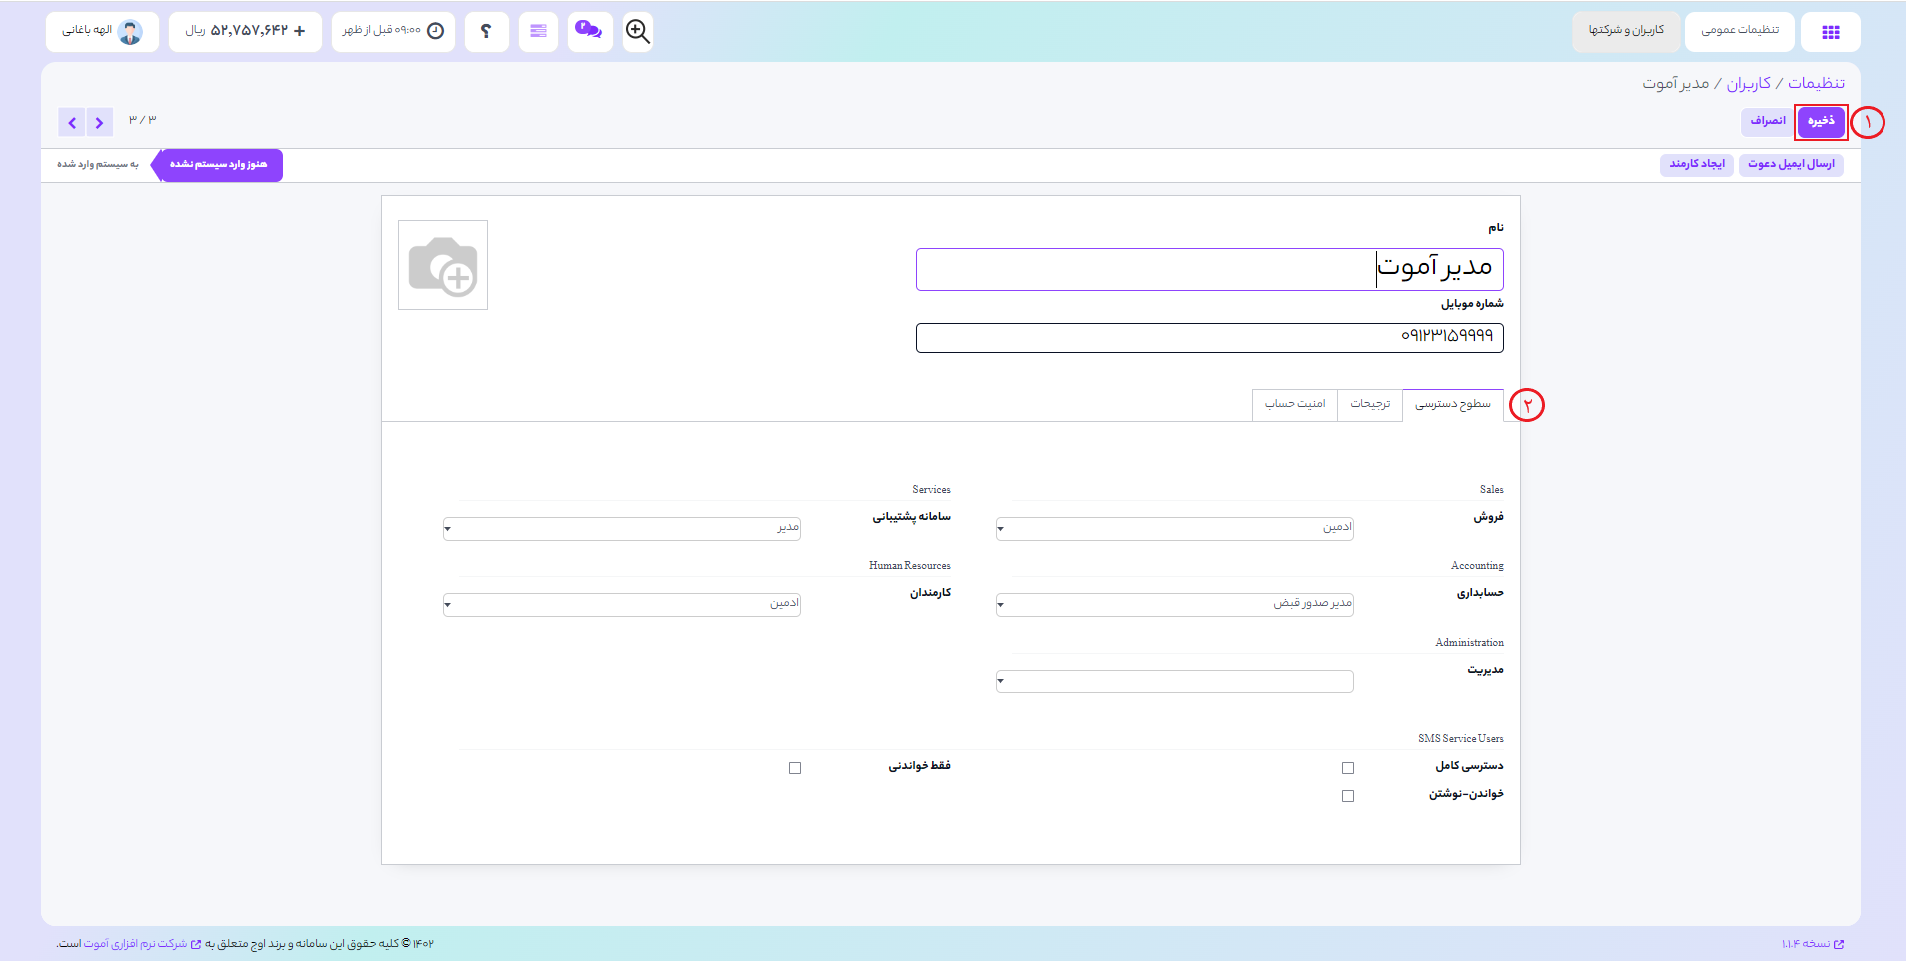 تنظیمات عمومی
کاربران و شرکتها
۰۹:۰۰ قبل از ظهر
+ ۵۲,۷۵۷,۶۴۲ ریال
الهه باغانی
؟
۲
تنظیمات / کاربران / مدیر آموت
۱
ذخیره
انصراف
۳ / ۳
ارسال ایمیل دعوت
ایجاد کارمند
هنوز وارد سیستم نشده
به سیستم وارد شده
نام
مدیر آموت
شماره موبایل
۰۹۱۲۳۱۵۹۹۹۹
۲
سطوح دسترسی
ترجیحات
امنیت حساب
Sales
فروش
ادمین
Services
سامانه پشتیبانی
مدیر
Accounting
حسابداری
مدیر صدور قبض
Human Resources
کارمندان
ادمین
Administration
مدیریت
SMS Service Users
دسترسی کامل
فقط خواندنی
خواندن-نوشتن
نسخه ۱.۱.۴
۱۴۰۲ © کلیه حقوق این سامانه و برند اوج متعلق به شرکت نرم افزاری آموت است.